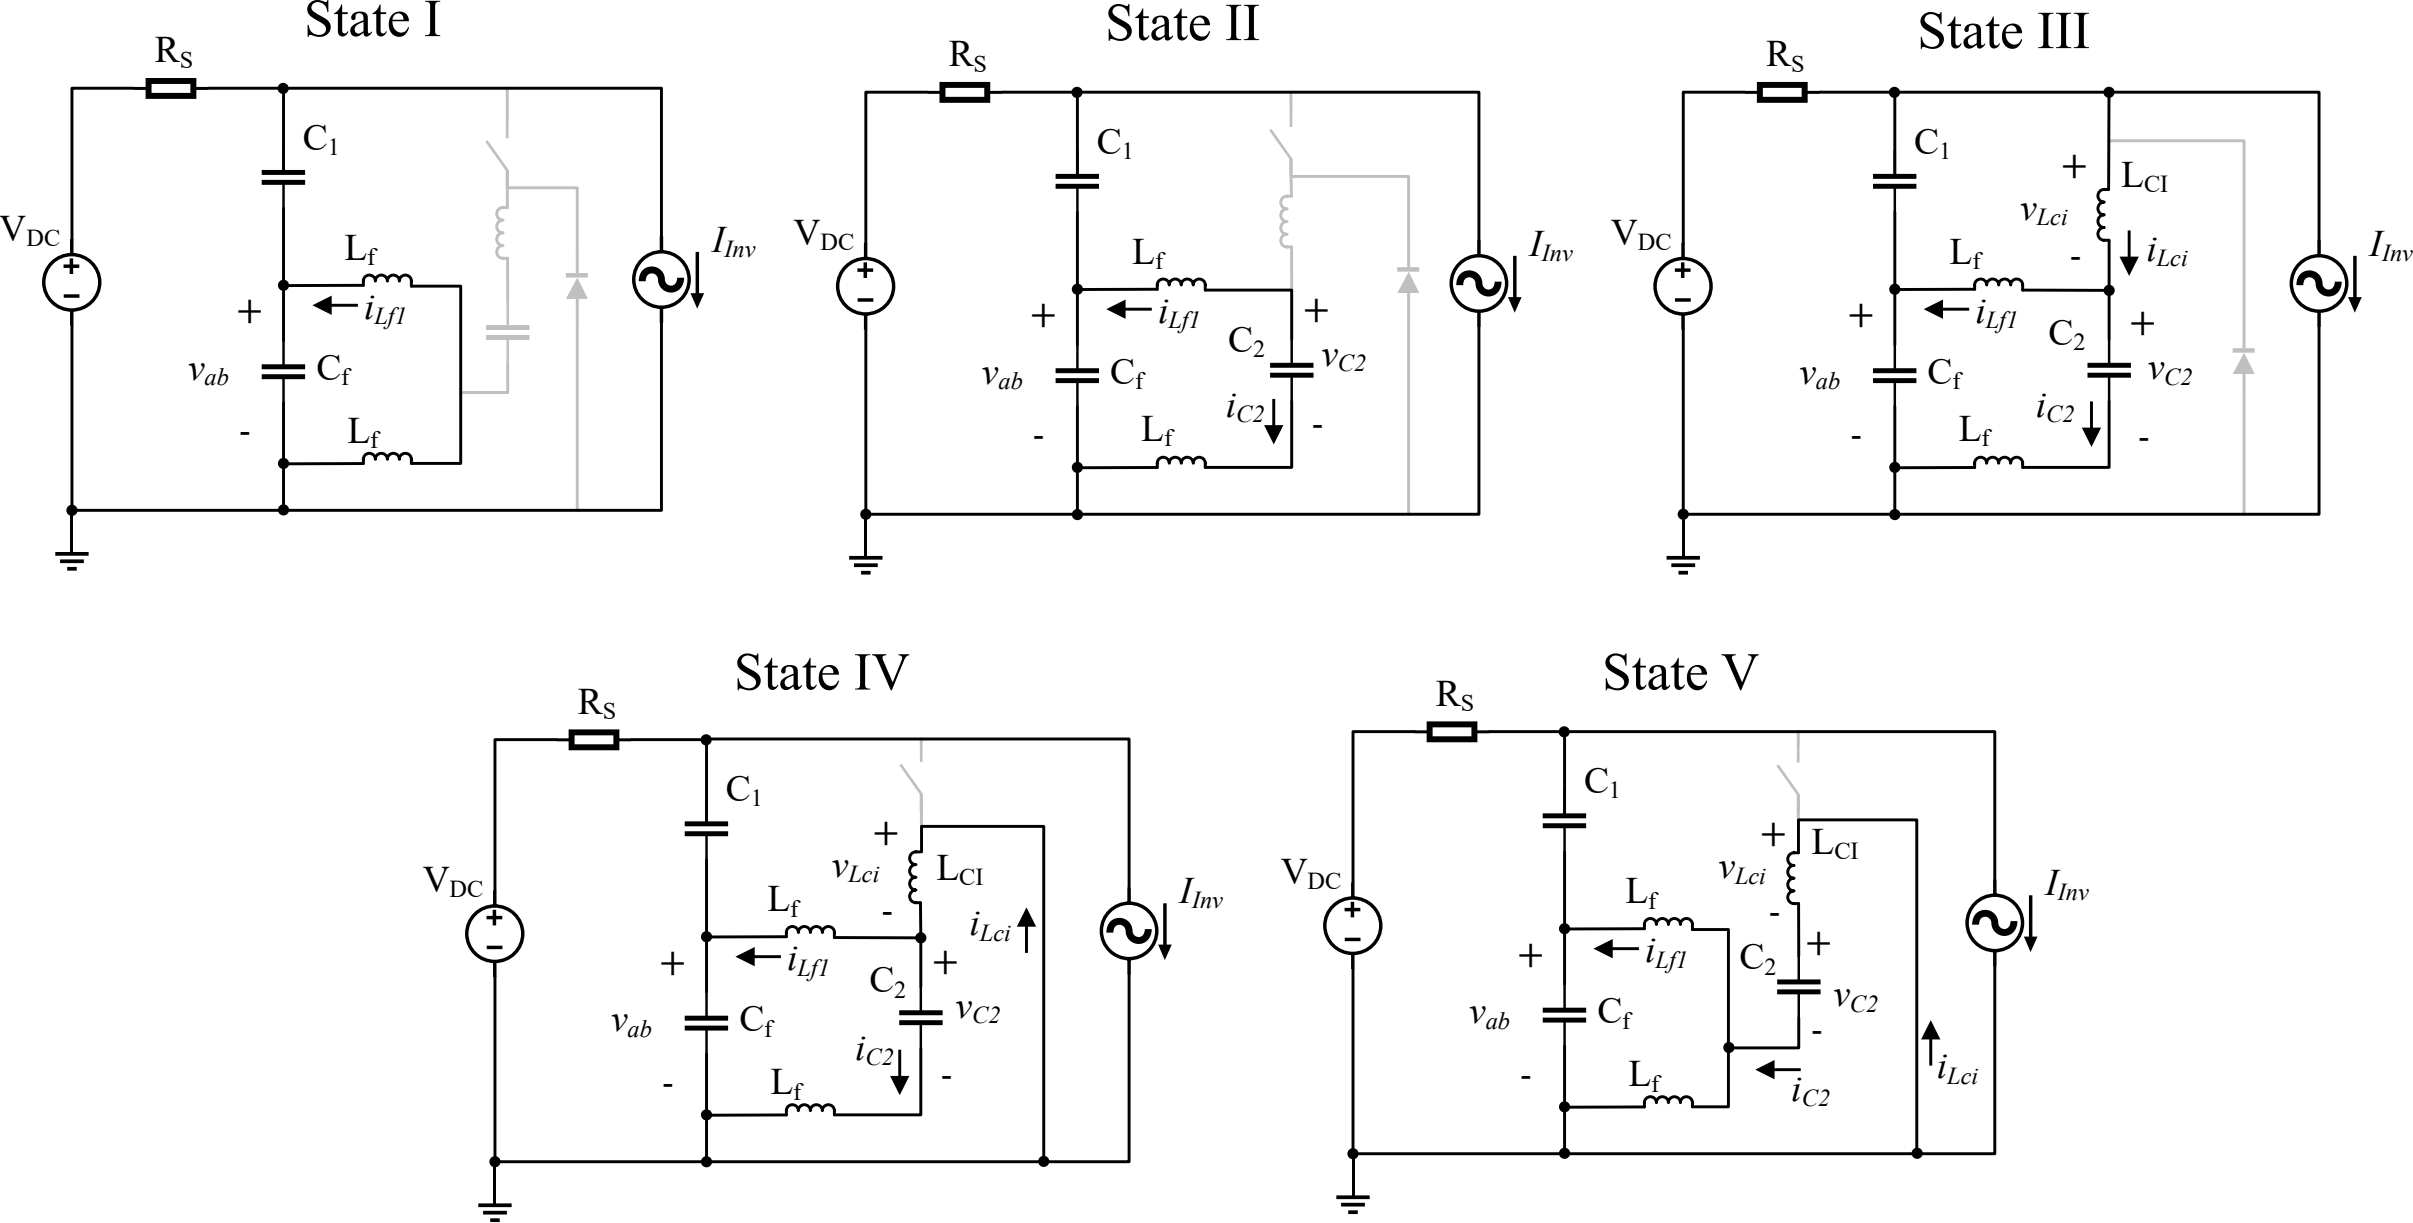 State I
R_S
C_1
V_DC
+
−
L_f
i_Lf1
+
v_ab
-
C_f
L_f
I_Inv
State II
R_S
C_1
V_DC
+
−
L_f
i_Lf1
+
v_ab
-
C_f
C_2
+
v_C2
-
i_C2
L_f
I_Inv
State III
R_S
C_1
V_DC
+
−
+
L_CI
v_Lci
-
i_Lci
L_f
i_Lf1
+
v_ab
-
C_f
C_2
+
v_C2
-
i_C2
L_f
I_Inv
State IV
R_S
C_1
V_DC
+
−
+
v_Lci
L_CI
-
L_f
i_Lf1
i_Lci
+
v_ab
-
C_f
C_2
+
v_C2
-
i_C2
L_f
I_Inv
State V
R_S
C_1
V_DC
+
−
+
L_CI
v_Lci
-
L_f
i_Lf1
+
v_ab
-
C_f
C_2
+
v_C2
-
i_C2
i_Lci
L_f
I_Inv